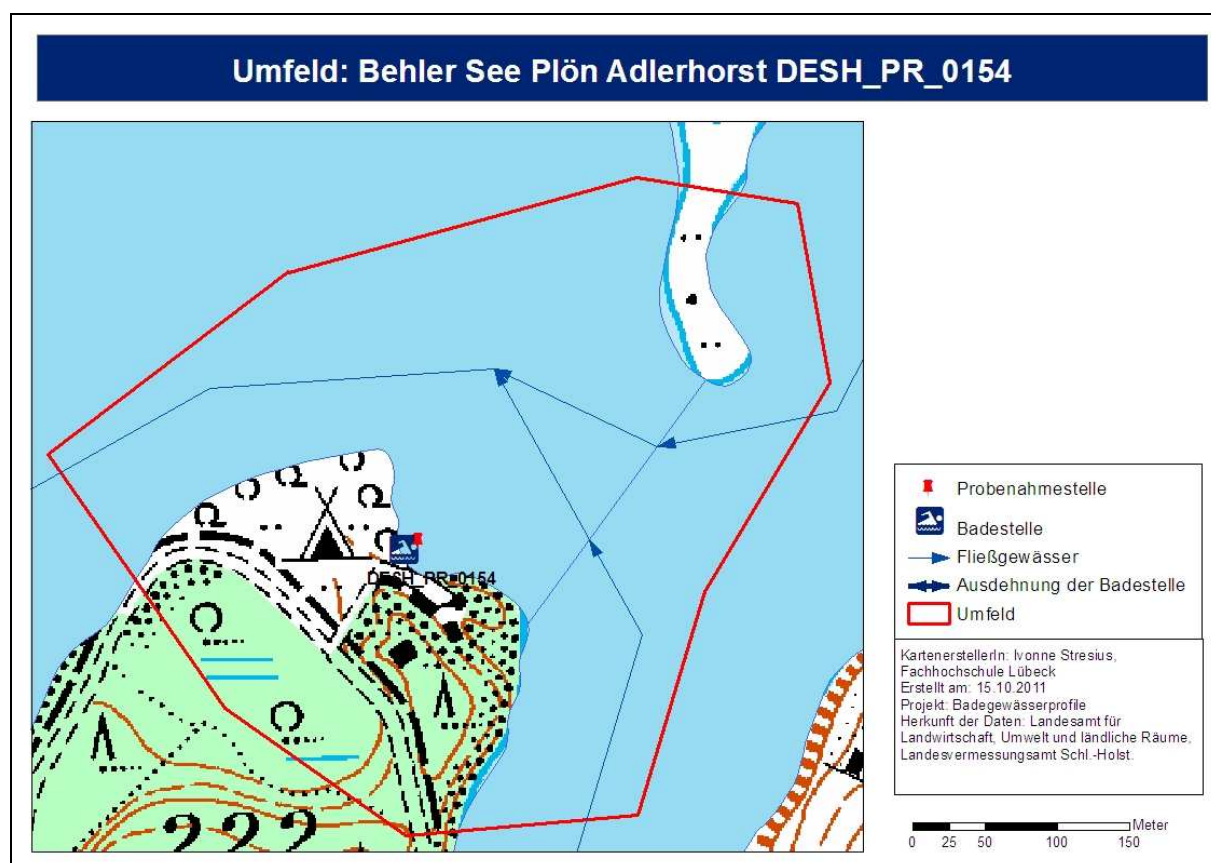 Umfeld: Behler See Plön Adlerhorst DESH_PR_0154
DESH_PR_0154
222
Probenahmestelle
Badestelle
Fließgewässer
Ausdehnung der Badestelle
Umfeld
KartenerstellerIn: Ivonne Stresius,
Fachhochschule Lübeck
Erstellt am: 15.10.2011
Projekt: Badegewässerprofile
Herkunft der Daten: Landesamt für
Landwirtschaft, Umwelt und ländliche Räume,
Landesvermessungsamt Schl.-Holst.
Meter
0 25 50 100 150